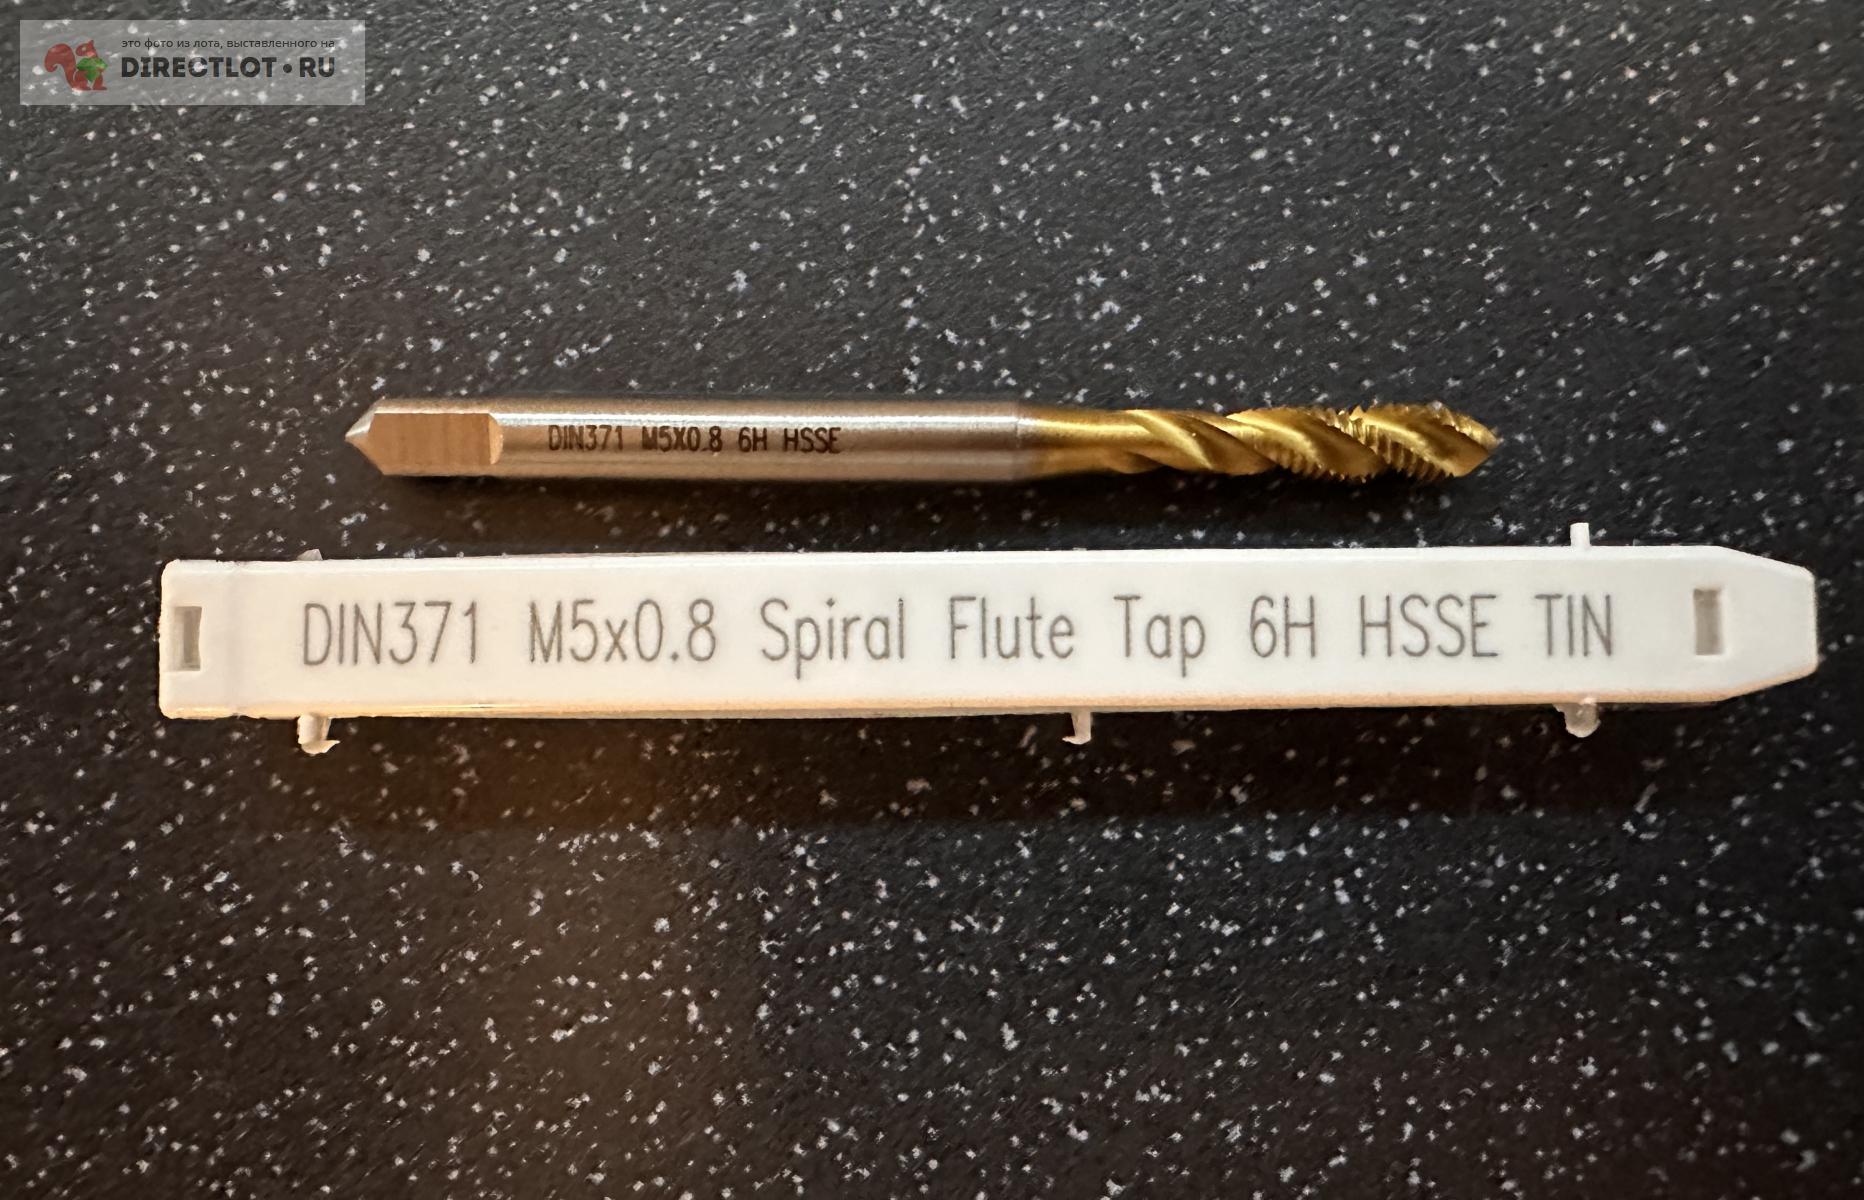 это фото из лота, выставленного на
DIRECTLOT•RU
DIN371 M5X0.8 6H HSSE
DIN371 M5x0.8 Spiral Flute Tap 6H HSSE TIN